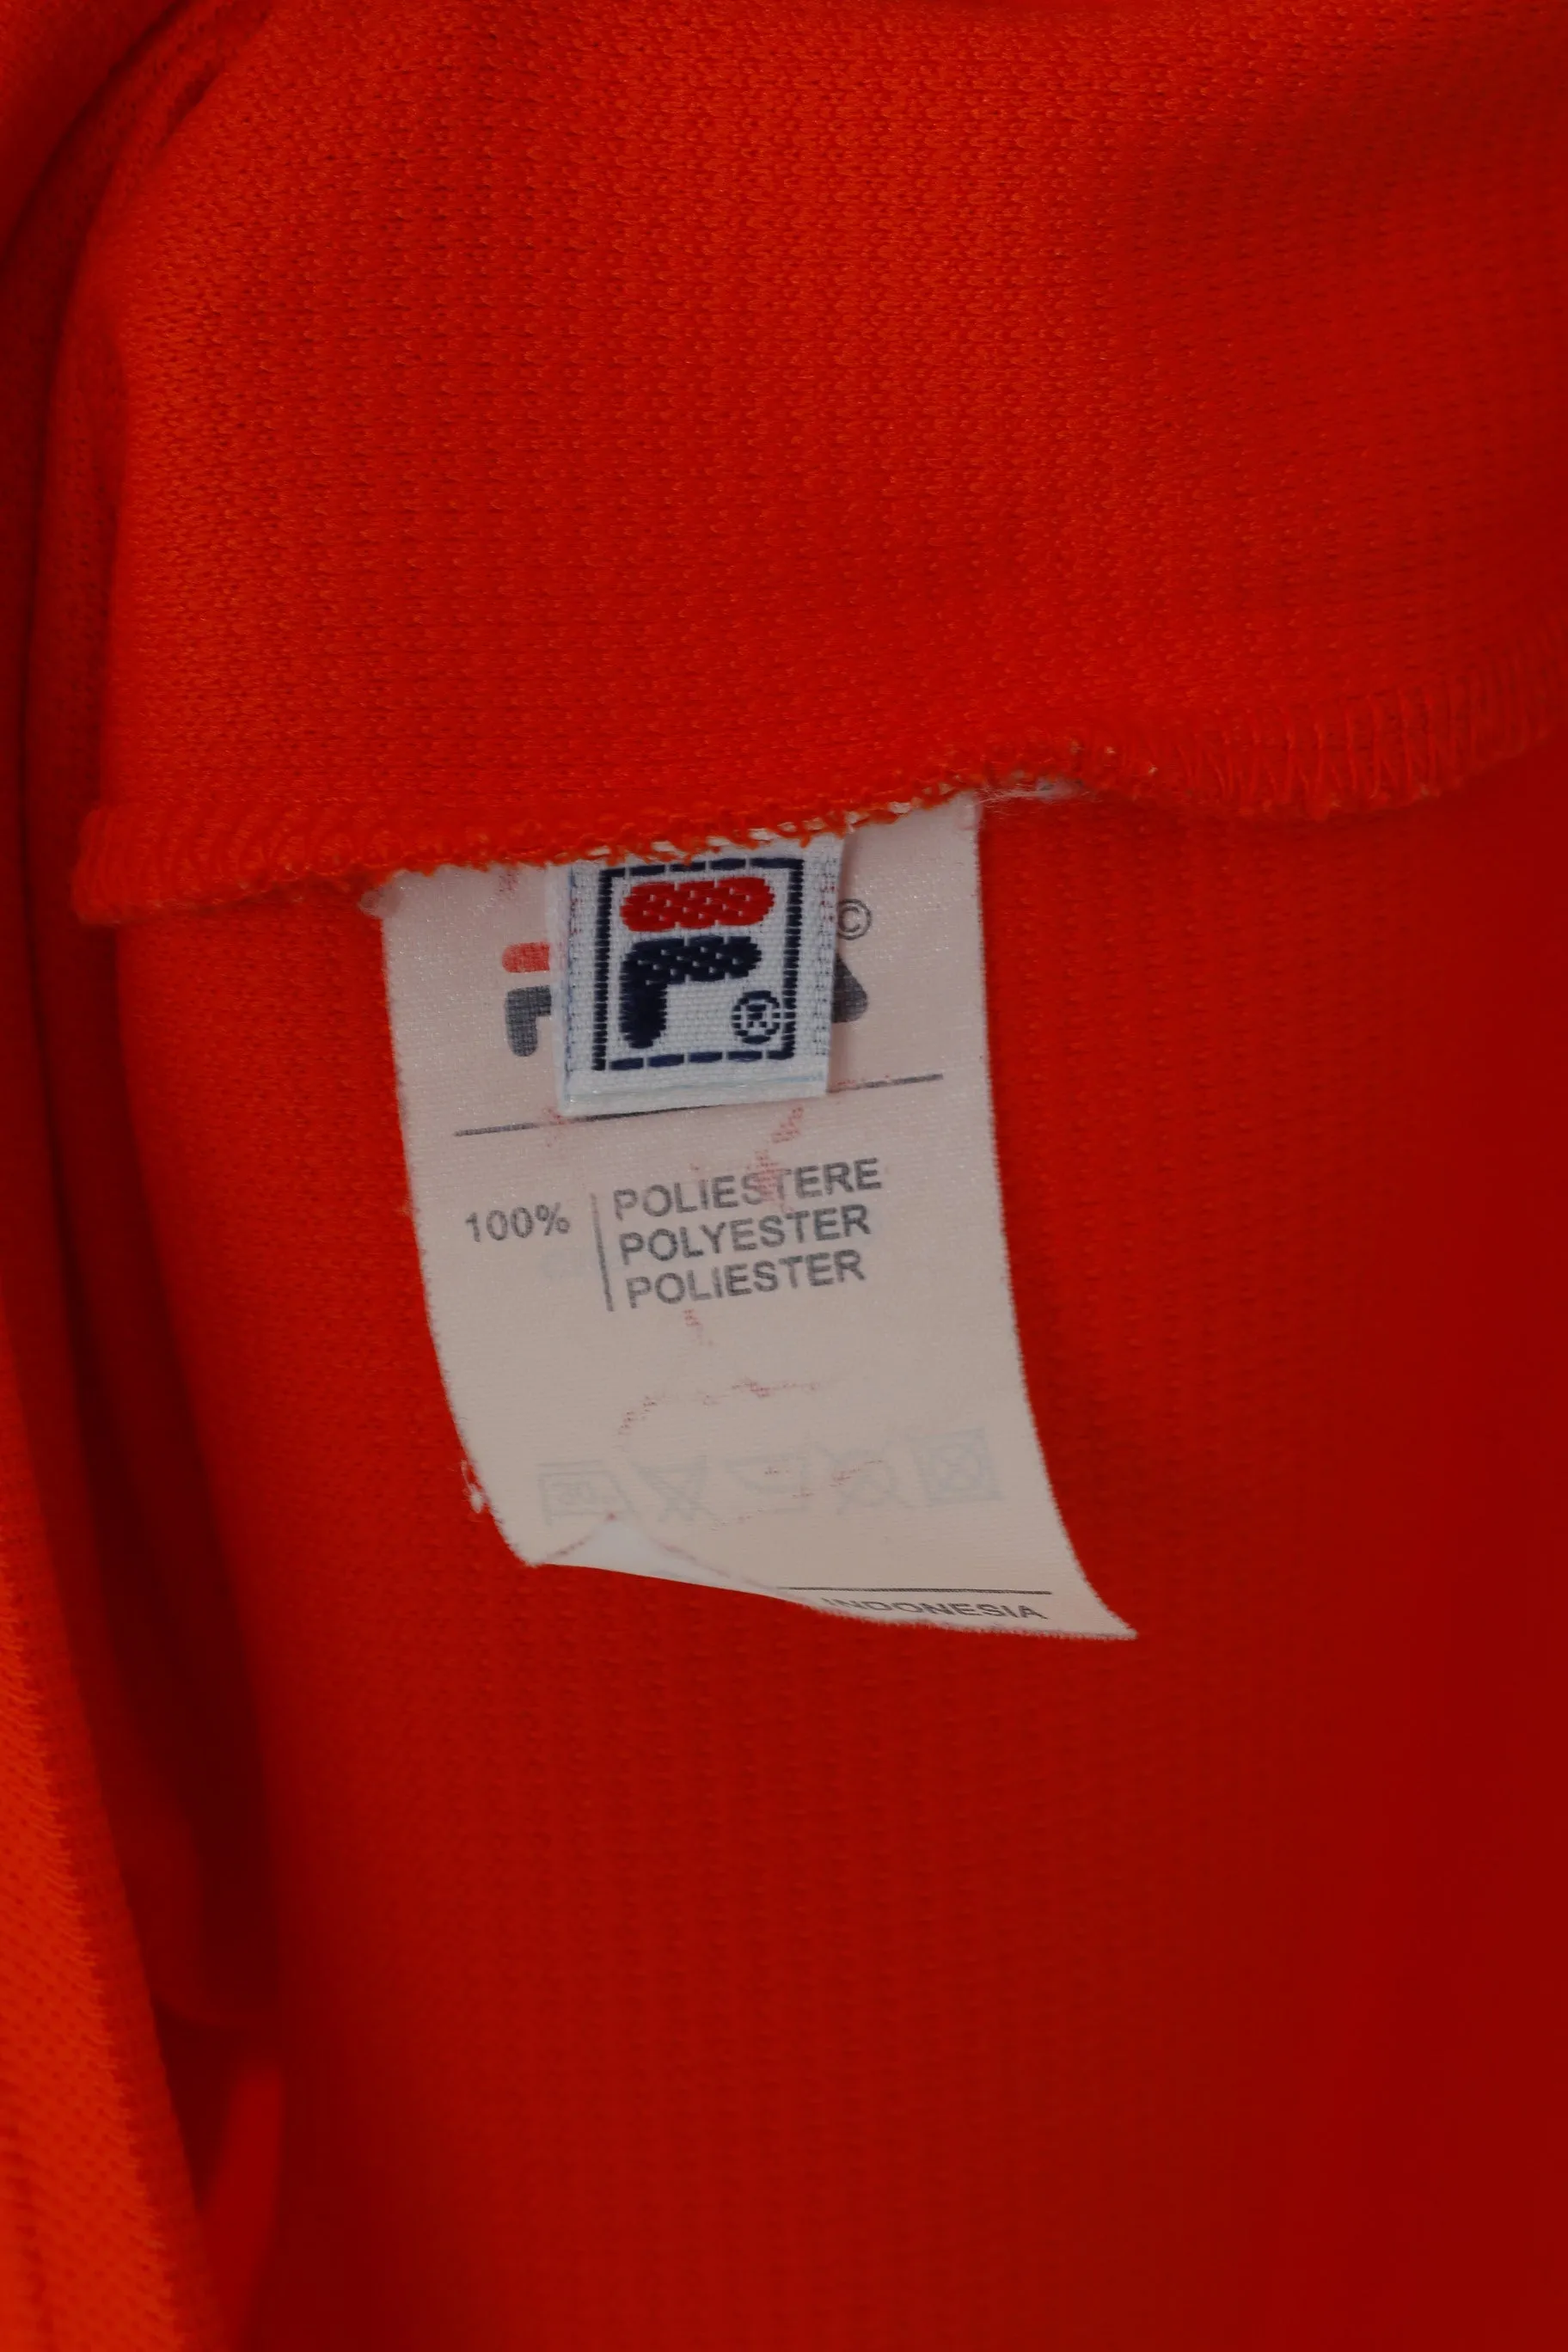 F ®
F ©
100% POLIESTERE
POLYESTER
POLIESTER
INDONESIA